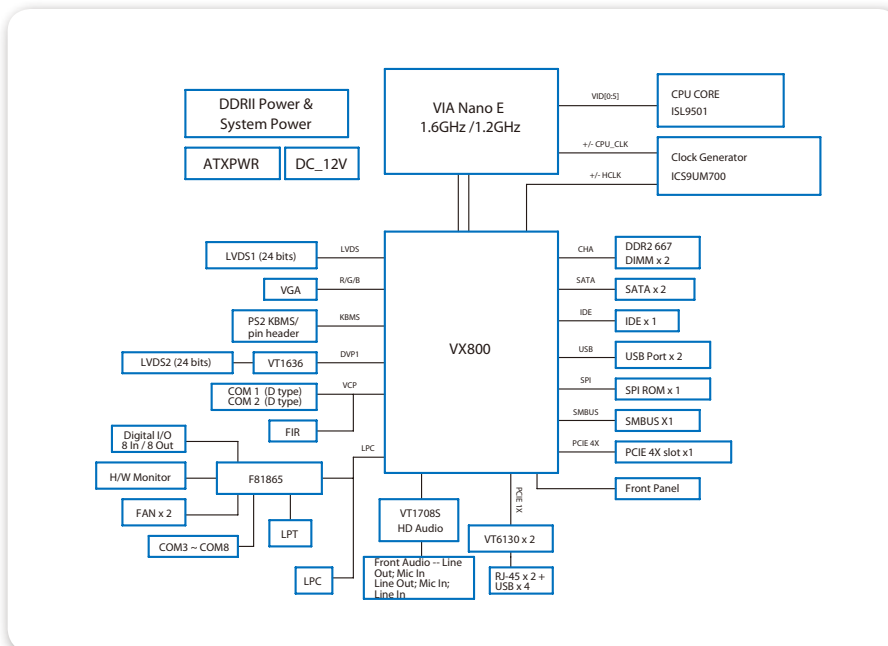 DDRII Power &
System Power
ATXPWR
DC_12V
VIA Nano E
1.6GHz /1.2GHz
VID[0:5]
CPU CORE
ISL9501
+/- CPU_CLK
+/- HCLK
Clock Generator
ICS9UM700
LVDS1 (24 bits)
LVDS
VGA
R/G/B
PS2 KBMS/
pin header
KBMS
LVDS2 (24 bits)
VT1636
DVP1
COM 1 (D type)
COM 2 (D type)
VCP
FIR
Digital I/O
8 In / 8 Out
H/W Monitor
FAN x 2
COM3 ~ COM8
F81865
LPT
LPC
LPC
VX800
CHA
DDR2 667
DIMM x 2
SATA
SATA x 2
IDE
IDE x 1
USB
USB Port x 2
SPI
SPI ROM x 1
SMBUS
SMBUS X1
PCIE 4X
PCIE 4X slot x1
Front Panel
VT1708S
HD Audio
Front Audio -- Line
Out; Mic In
Line Out; Mic In;
Line In
PCIE 1X
VT6130 x 2
RJ-45 x 2 +
USB x 4